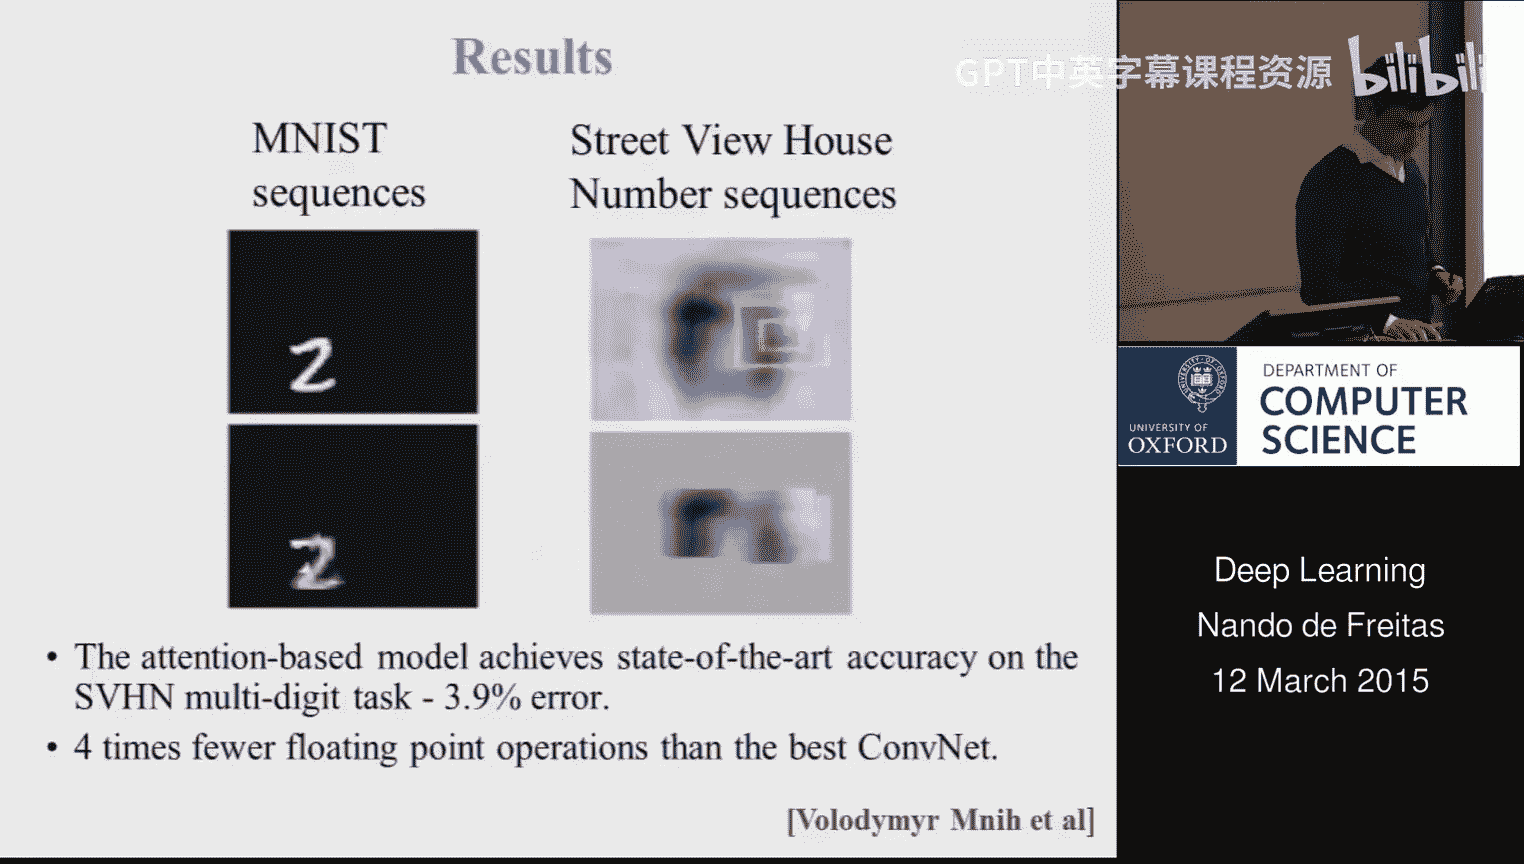 Results
MNIST
sequences
Street View House
Number sequences
• The attention-based model achieves state-of-the-art accuracy on the
SVHN multi-digit task - 3.9% error.
• 4 times fewer floating point operations than the best ConvNet.
[Volodymyr Mnih et al]
GPT中英字幕课程资源 bilibili
UNIVERSITY OF
OXFORD
DEPARTMENT OF
COMPUTER
SCIENCE
Deep Learning
Nando de Freitas
12 March 2015